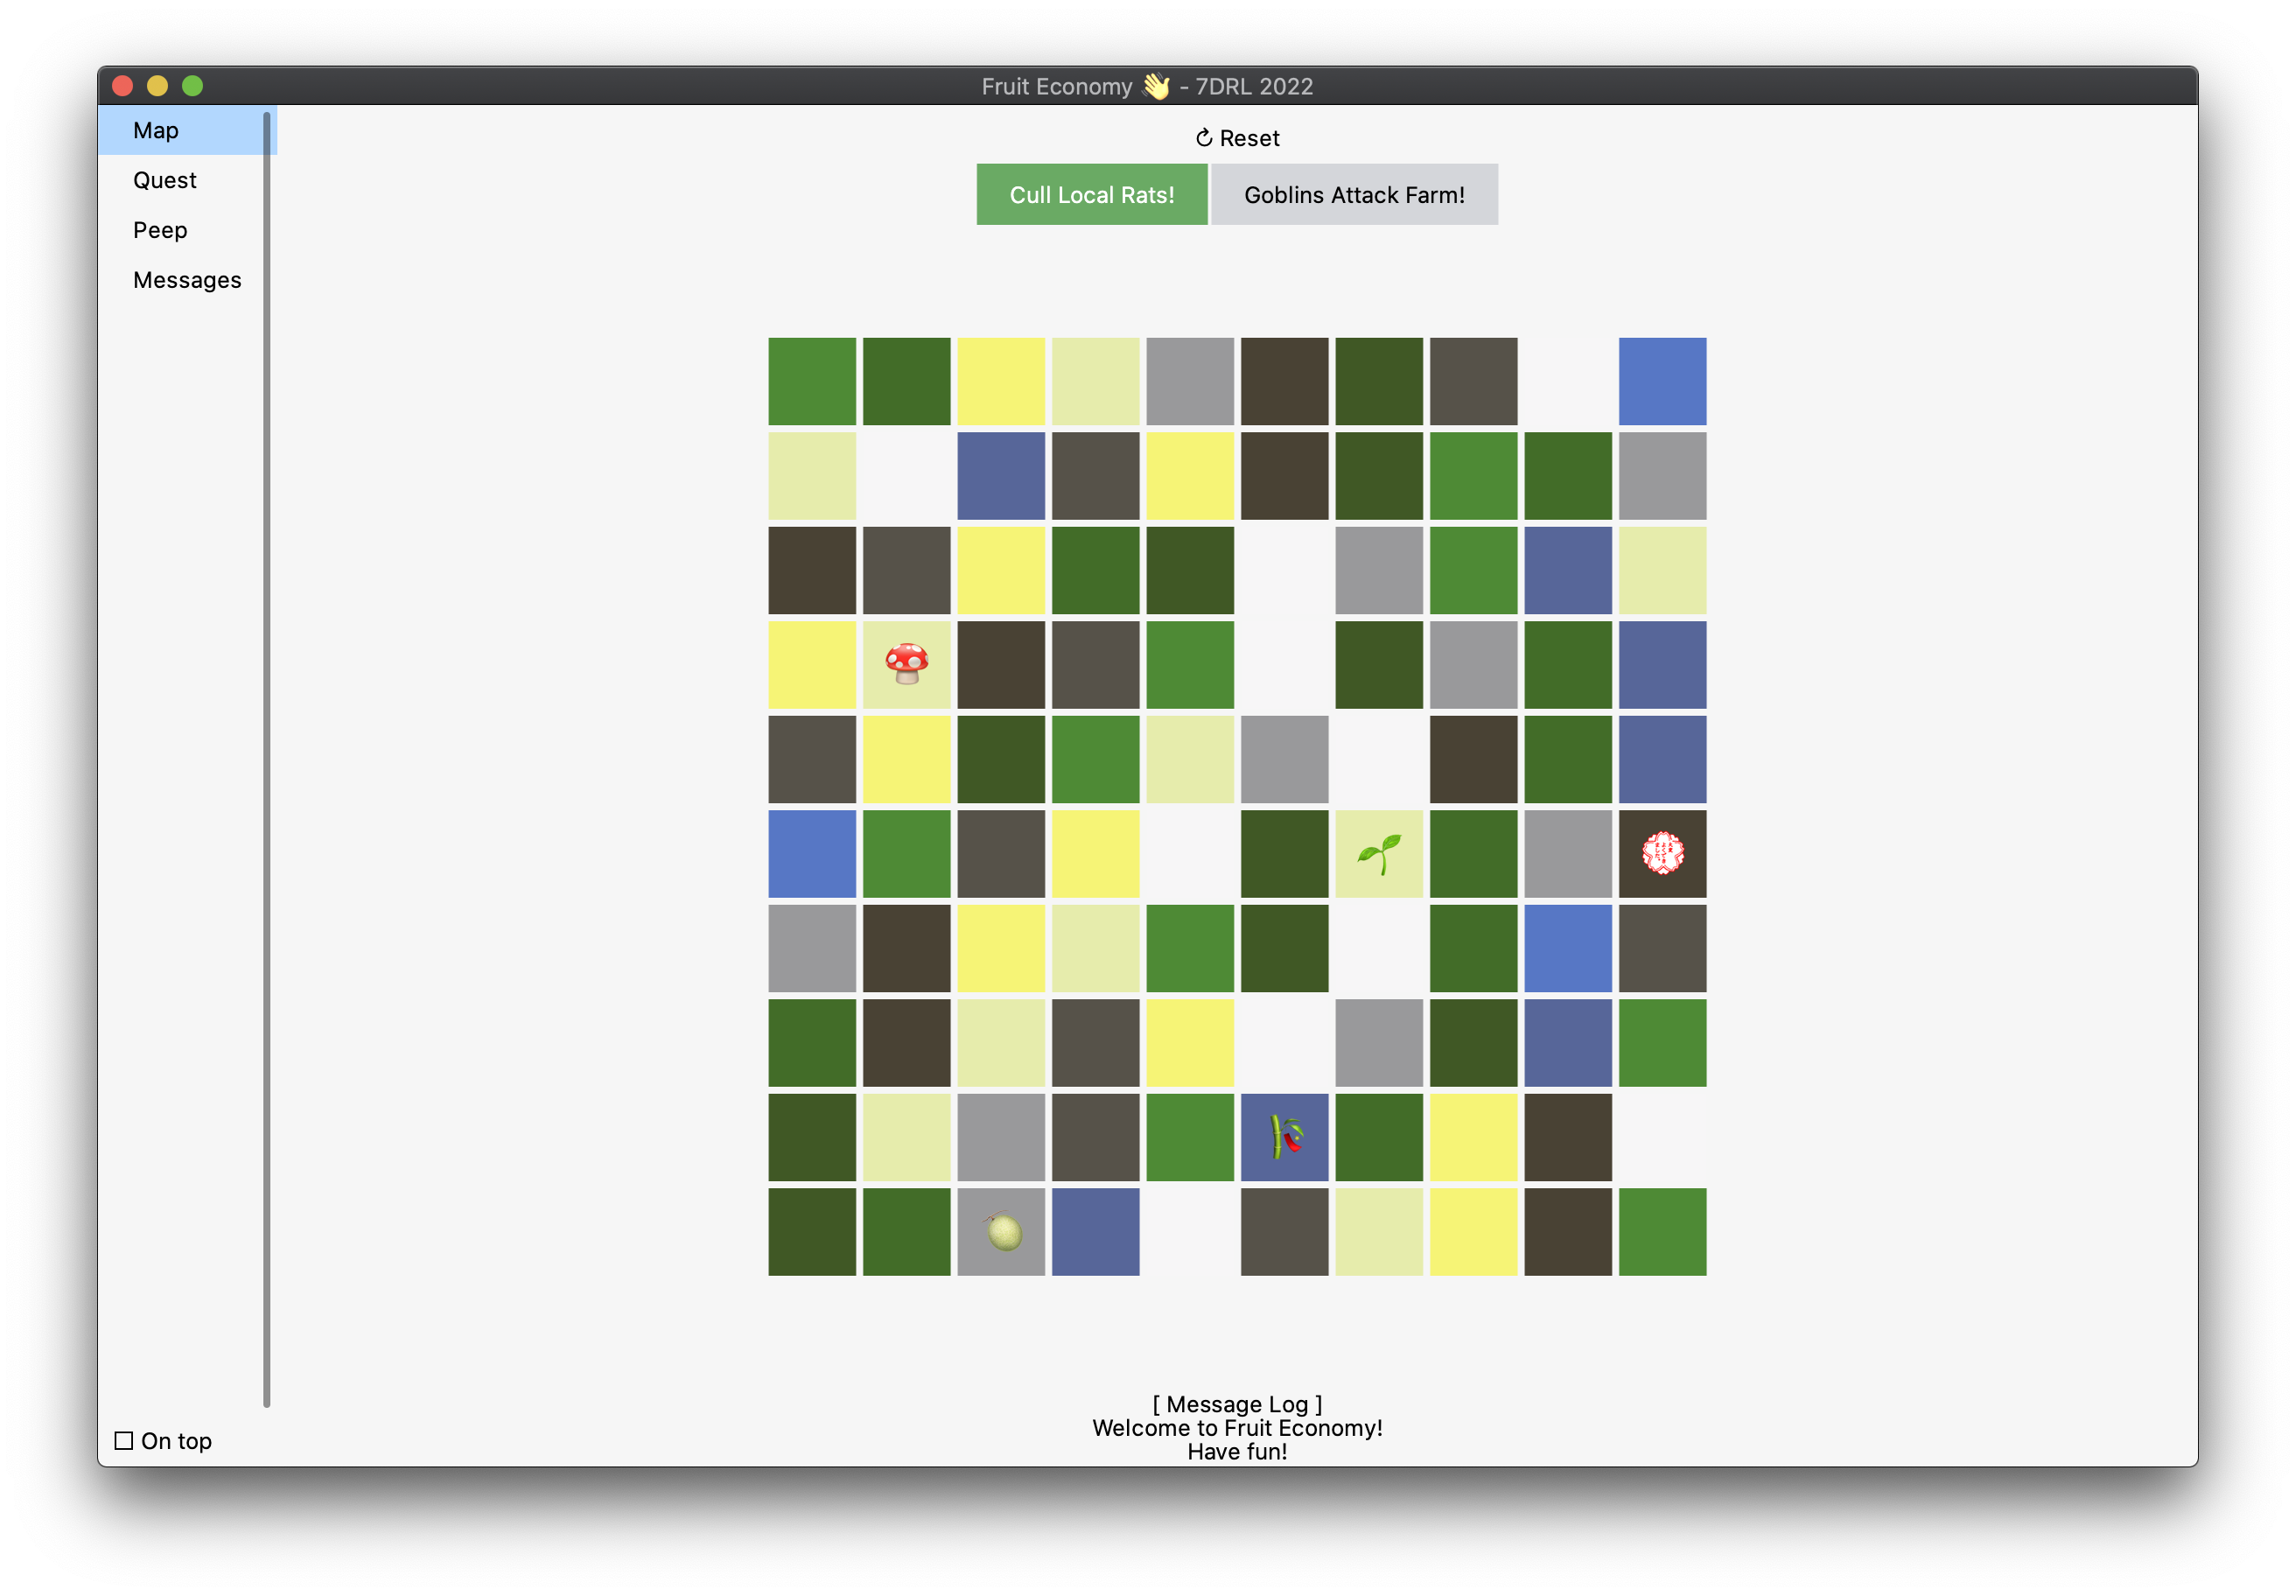 Fruit Economy 👋 - 7DRL 2022
Map
Quest
Peep
Messages
↻ Reset
Cull Local Rats!
Goblins Attack Farm!
[ Message Log ]
Welcome to Fruit Economy!
Have fun!
On top